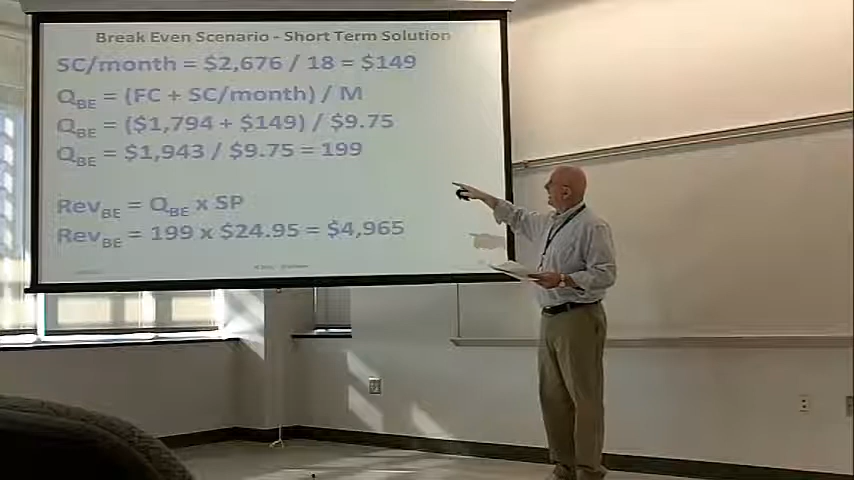 Break Even Scenario - Short Term Solution
SC/month = $2,676 / 18 = $149
QBE = (FC + SC/month) / M
QBE = ($1,794 + $149) / $9.75
QBE = $1,943 / $9.75 = 199
RevBE = QBE x SP
RevBE = 199 x $24.95 = $4,965